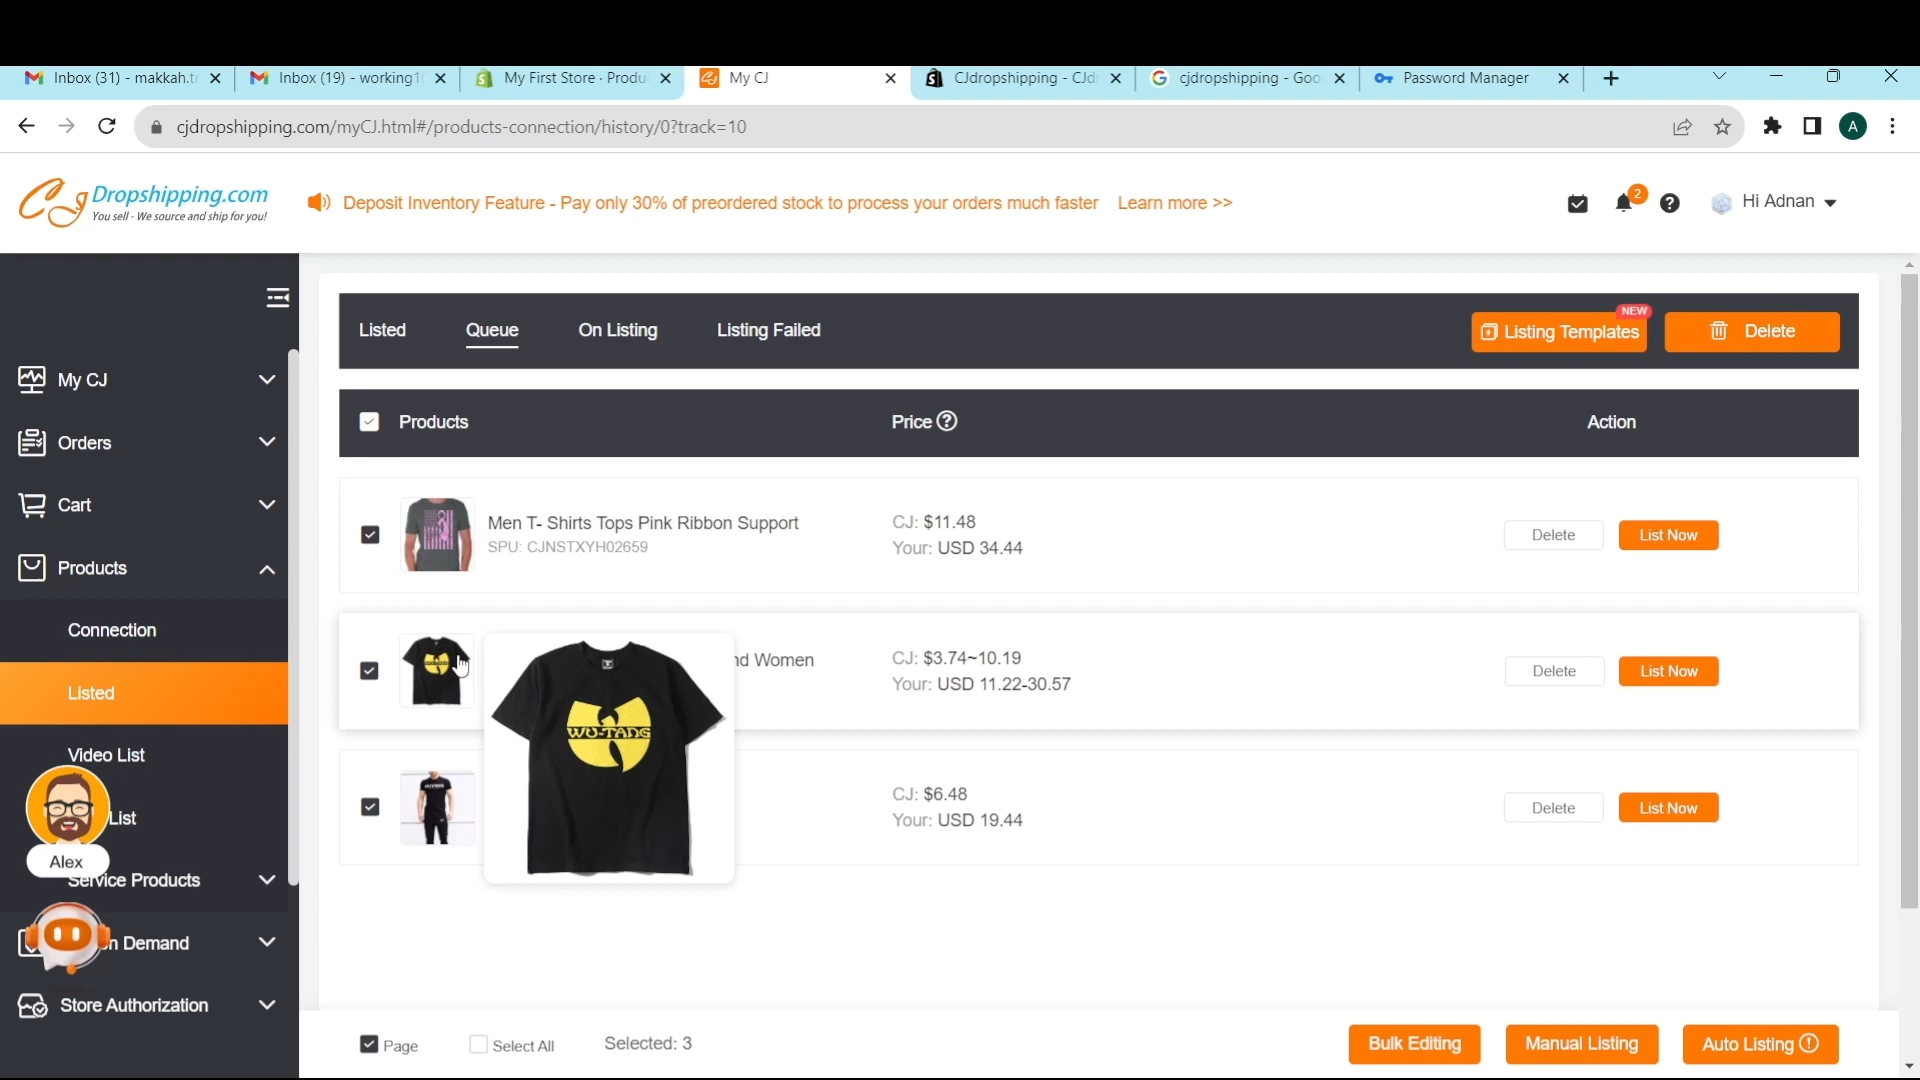 Inbox (31) - makkah.tr
Inbox (19) - working1
My First Store · Produ
My CJ
CJdropshipping - CJd
cjdropshipping - Goo
Password Manager
cjdropshipping.com/myCJ.html#/products-connection/history/0?track=10
A
CJ Dropshipping.com
You sell - We source and ship for you!
Deposit Inventory Feature - Pay only 30% of preordered stock to process your orders much faster Learn more >>
2
Hi Adnan
Listed Queue On Listing Listing Failed
NEW
Listing Templates
Delete
My CJ
Orders
Cart
Products
Connection
Listed
Video List
List
Alex
Service Products
n Demand
Store Authorization
Products Price Action
Men T- Shirts Tops Pink Ribbon Support
SPU: CJNSTXYH02659
CJ: $11.48
Your: USD 34.44
Delete List Now
nd Women
WU-TANG
CJ: $3.74~10.19
Your: USD 11.22-30.57
Delete List Now
CJ: $6.48
Your: USD 19.44
Delete List Now
Page Select All Selected: 3
Bulk Editing Manual Listing Auto Listing